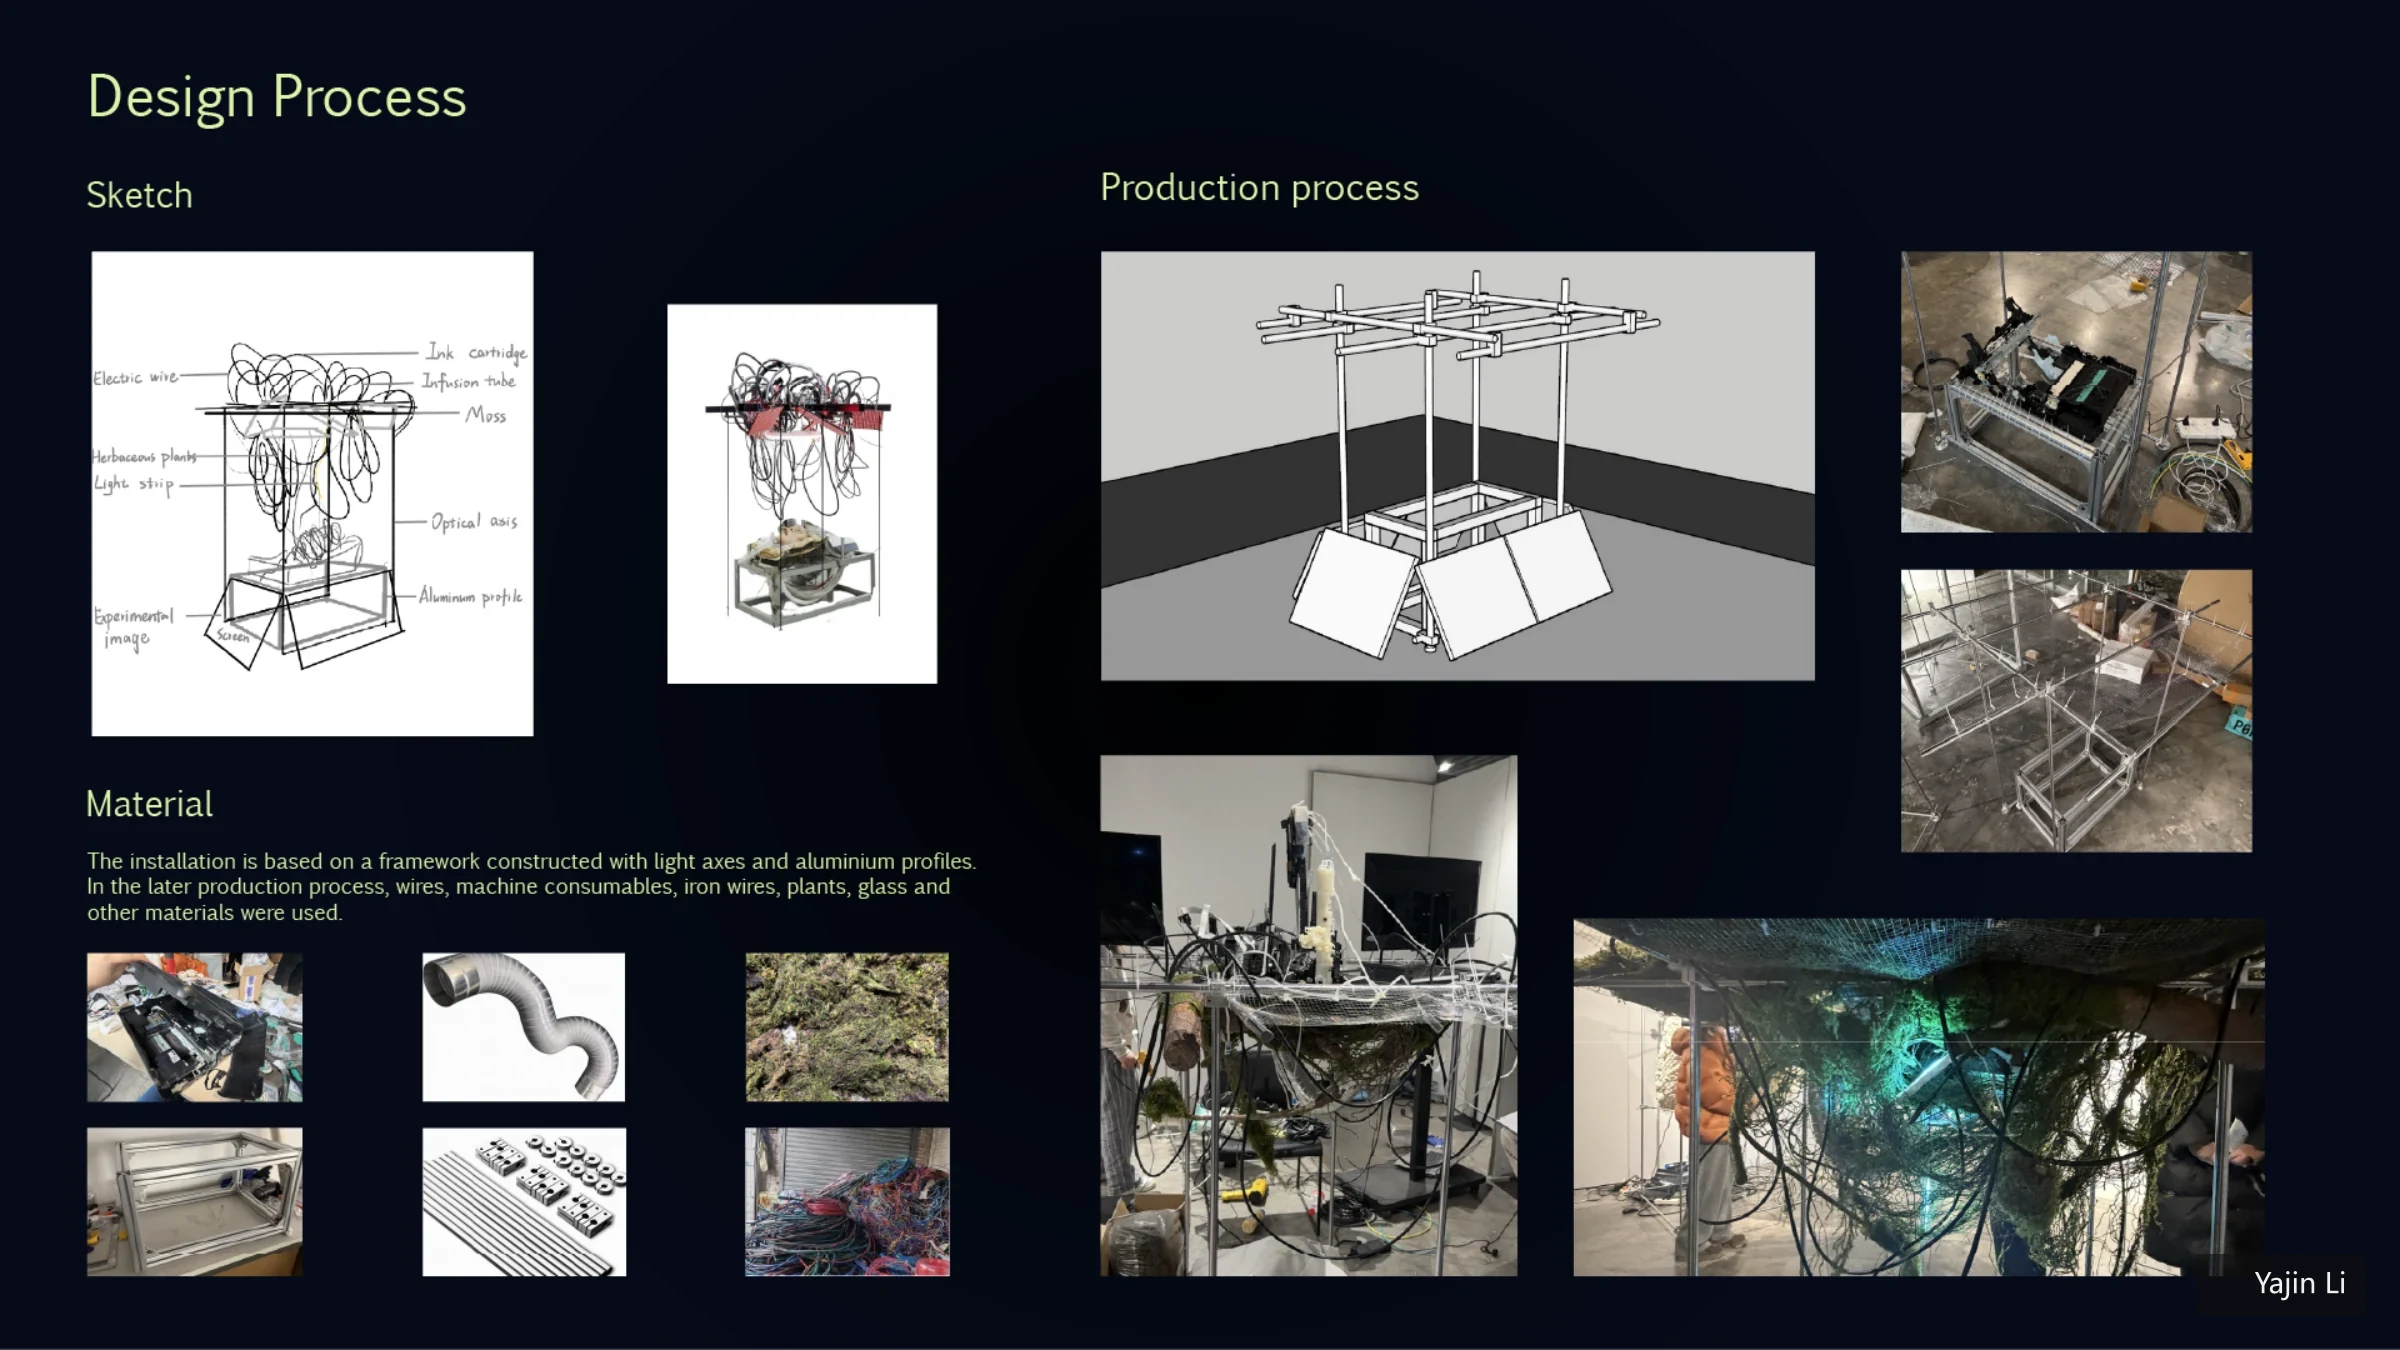 Design Process
Sketch
Electric wire
Herbaceous plants
Light strip
Experimental
image
Screen
Ink cartridge
Infusion tube
Moss
Optical axis
Aluminum profile
Material
The installation is based on a framework constructed with light axes and aluminium profiles.
In the later production process, wires, machine consumables, iron wires, plants, glass and
other materials were used.
Production process
Yajin Li